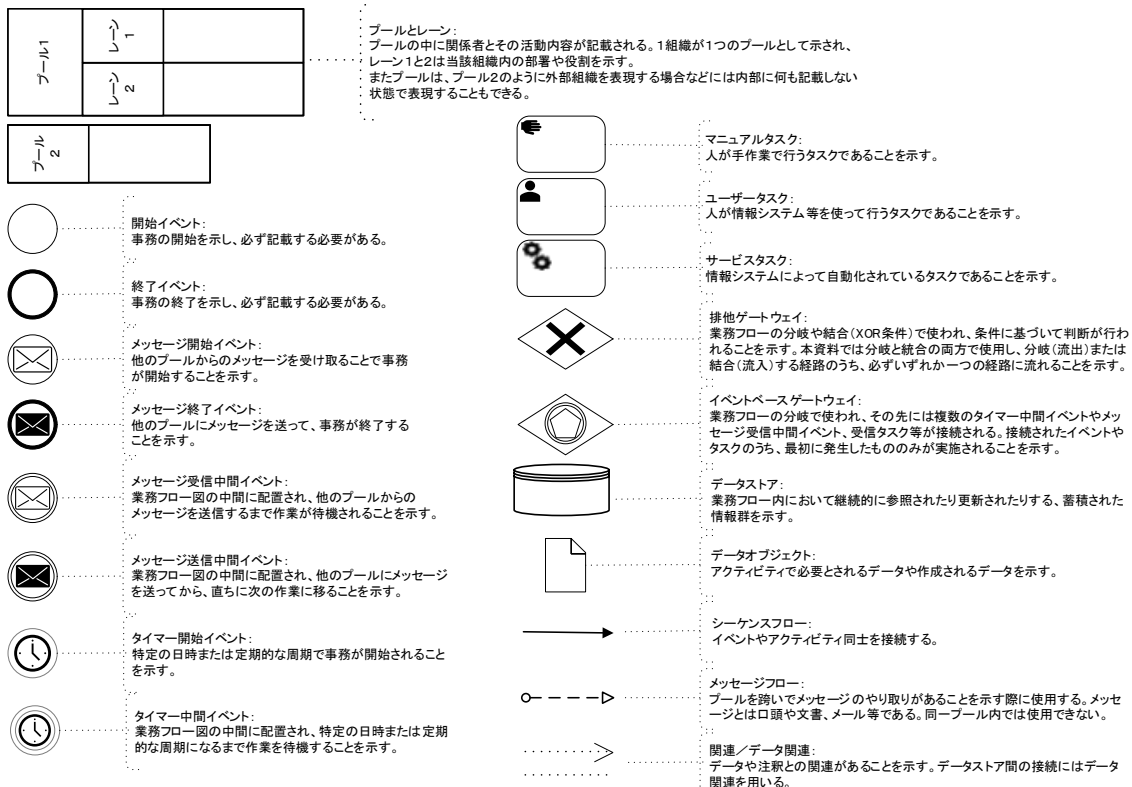 プール1
レーン
1
レーン
2
プール
2
プールとレーン:
プールの中に関係者とその活動内容が記載される。1組織が1つのプールとして示され、
レーン1と2は当該組織内の部署や役割を示す。
またプールは、プール2のように外部組織を表現する場合などには内部に何も記載しない
状態で表現することもできる。
開始イベント:
事務の開始を示し、必ず記載する必要がある。
終了イベント:
事務の終了を示し、必ず記載する必要がある。
メッセージ開始イベント:
他のプールからのメッセージを受け取ることで事務
が開始することを示す。
メッセージ終了イベント:
他のプールにメッセージを送って、事務が終了する
ことを示す。
メッセージ受信中間イベント:
業務フロー図の中間に配置され、他のプールからの
メッセージを送信するまで作業が待機されることを示す。
メッセージ送信中間イベント:
業務フロー図の中間に配置され、他のプールにメッセージ
を送ってから、直ちに次の作業に移ることを示す。
タイマー開始イベント:
特定の日時または定期的な周期で事務が開始されること
を示す。
タイマー中間イベント:
業務フロー図の中間に配置され、特定の日時または定期
的な周期になるまで作業を待機することを示す。
マニュアルタスク:
人が手作業で行うタスクであることを示す。
ユーザータスク:
人が情報システム等を使って行うタスクであることを示す。
サービスタスク:
情報システムによって自動化されているタスクであることを示す。
排他ゲートウェイ:
業務フローの分岐や結合(XOR条件)で使われ、条件に基づいて判断が行わ
れることを示す。本資料では分岐と統合の両方で使用し、分岐(流出)または
結合(流入)する経路のうち、必ずいずれか一つの経路に流れることを示す。
イベントベースゲートウェイ:
業務フローの分岐で使われ、その先には複数のタイマー中間イベントやメッ
セージ受信中間イベント、受信タスク等が接続される。接続されたイベントや
タスクのうち、最初に発生したもののみが実施されることを示す。
データストア:
業務フロー内において継続的に参照されたり更新されたりする、蓄積された
情報群を示す。
データオブジェクト:
アクティビティで必要とされるデータや作成されるデータを示す。
シーケンスフロー:
イベントやアクティビティ同士を接続する。
メッセージフロー:
プールを跨いでメッセージのやり取りがあることを示す際に使用する。メッセ
ージとは口頭や文書、メール等である。同一プール内では使用できない。
関連/データ関連:
データや注釈との関連があることを示す。データストア間の接続にはデータ
関連を用いる。